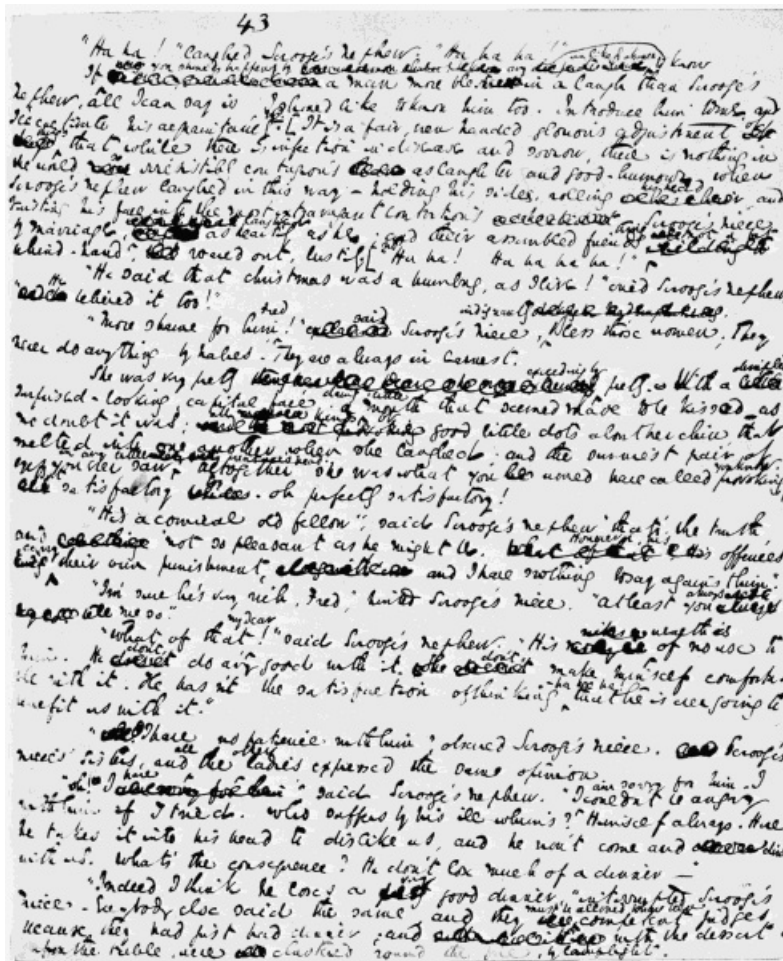 43
"Ha ha!" laughed Scrooge's nephew. "Ha ha ha!"
If you should happen by any unlikely chance to know
a man more blest in a laugh than Scrooge's
nephew, all I can say is I should like to know him too. Introduce him to me and
I'll cultivate his acquaintance. It is a fair, even handed glorious adjustment of
things that while there is infection in disease and sorrow, there is nothing in
the world so irresistibly contagious as laughter and good-humour. When
Scrooge's nephew laughed in this way - holding his sides, rolling his head, and
twisting his face into the most extravagant contortions Scrooge's niece
by marriage, laughed as heartily as he; and their assembled friends being not a bit
behind-hand, roared out, lustily. "Ha ha! Ha ha ha ha!"
"He said that christmas was a humbug, as I live!" cried Scrooge's nephew
"He believed it too!"
"More shame for him! Fred" said Scrooge's niece, indignantly. Bless those women; They
never do anything by halves. They are always in earnest.
She was very pretty exceedingly pretty. With a dimpled
surprised-looking capital face a ripe little mouth that seemed made to be kissed - as
no doubt it was; all kinds of good little dots about her chin that
melted into one another when she laughed; and the sunniest pair of
eyes you ever saw in any little creature's head. altogether she was what you would have called provoking you know
but satisfactory too. oh perfectly satisfactory!
"He's a comical old fellow", said Scrooge's nephew "that's the truth
and not so pleasant as he might be. However, his offences
carry their own punishment, and I have nothing to say against him.
"I'm sure he's very rich, Fred," hinted Scrooge's niece. "at least you always
tell me so."
"What of that! my dear" said Scrooge's nephew. "His wealth is of no use to
him. He don't do any good with it. He don't make himself comfort-
able with it. He hasn't the satisfaction of thinking - ha ha ha! - that he is ever going to
benefit us with it."
"I have no patience with him", observed Scrooge's niece. Scrooge's
niece's sisters, and all the other ladies expressed the same opinion
"Oh! I have" said Scrooge's nephew. "I am sorry for him. I couldn't be angry
with him if I tried. Who suffers by his ill whims? Himself always. Here
he takes it into his head to dislike us, and he won't come and dine
with us. What's the consequence? He don't lose much of a dinner -
"Indeed I think he loses a very good dinner," interrupted Scrooge's
niece. Everybody else said the same and they must be allowed to have been competent judges,
because they had just had dinner, and with the dessert
upon the table, were clustered round the fire, by lamplight.